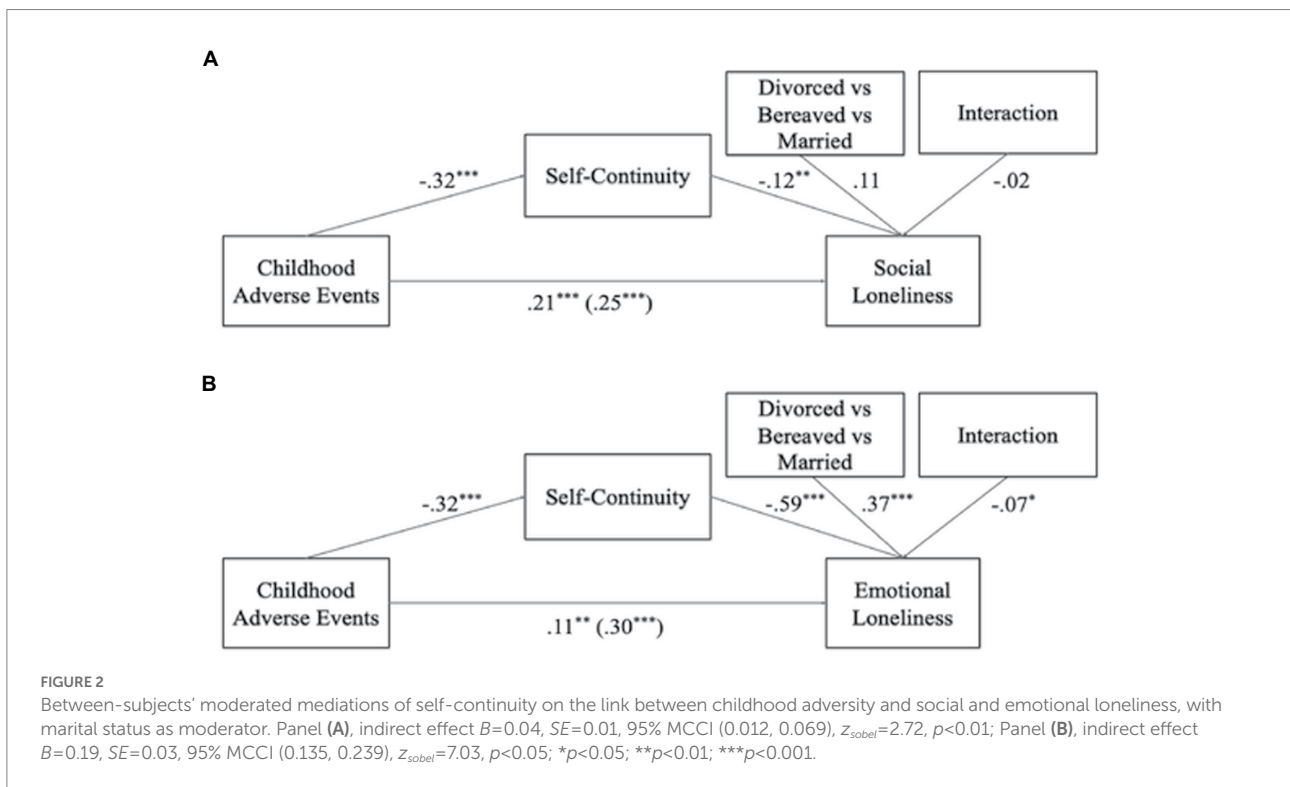 A
Divorced vs
Bereaved vs
Married
Interaction
-.32***
Self-Continuity
-.12**
.11
-.02
Childhood
Adverse Events
Social
Loneliness
.21*** (.25***)
B
Divorced vs
Bereaved vs
Married
Interaction
-.32***
Self-Continuity
-.59***
.37***
-.07*
Childhood
Adverse Events
Emotional
Loneliness
.11** (.30***)
FIGURE 2
Between-subjects’ moderated mediations of self-continuity on the link between childhood adversity and social and emotional loneliness, with
marital status as moderator. Panel (A), indirect effect B=0.04, SE=0.01, 95% MCCI (0.012, 0.069), zsobel=2.72, p<0.01; Panel (B), indirect effect
B=0.19, SE=0.03, 95% MCCI (0.135, 0.239), zsobel=7.03, p<0.05; *p<0.05; **p<0.01; ***p<0.001.